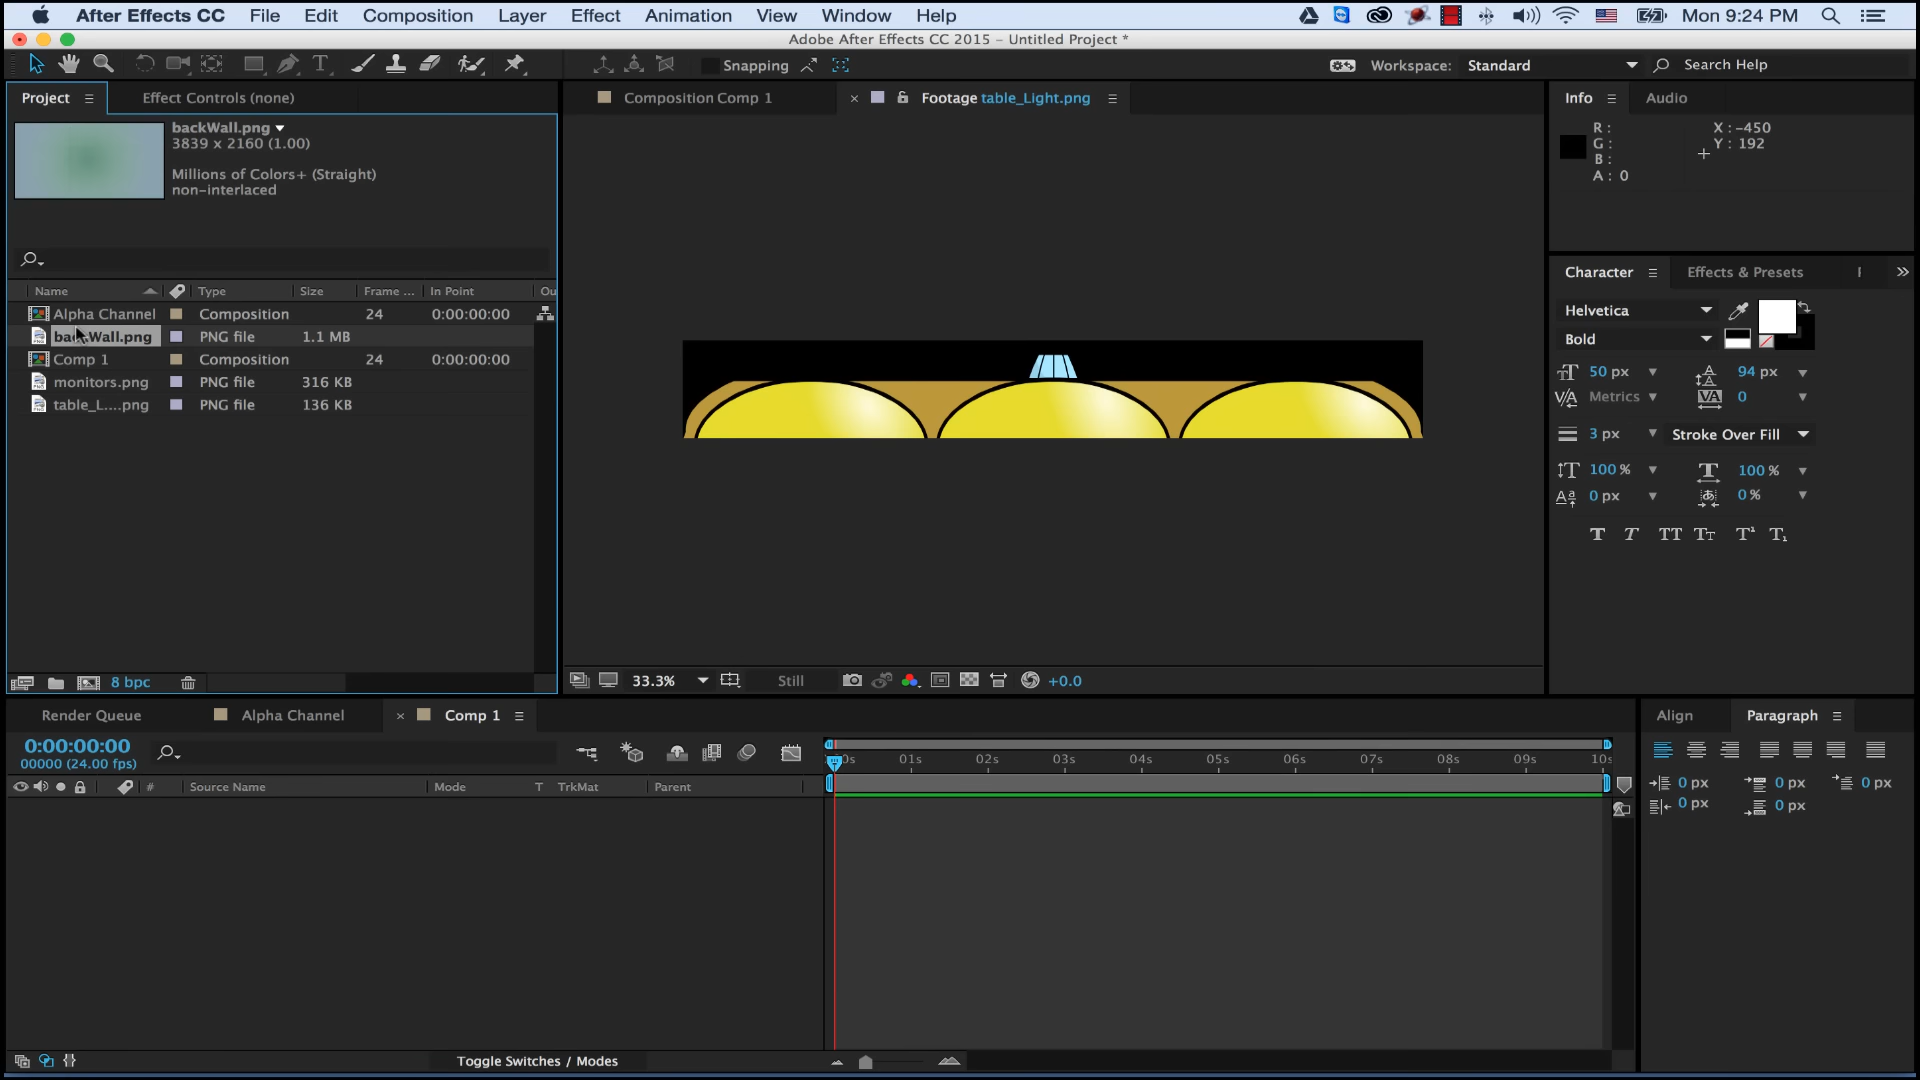 After Effects CC File Edit Composition Layer Effect Animation View Window Help Mon 9:24 PM
Adobe After Effects CC 2015 – Untitled Project *
Snapping Workspace: Standard Search Help
Project Effect Controls (none)
backWall.png
3839 x 2160 (1.00)
Millions of Colors+ (Straight)
non-interlaced
Name Type Size Frame ... In Point Ou
Alpha Channel Composition 24 0:00:00:00
backWall.png PNG file 1.1 MB
Comp 1 Composition 24 0:00:00:00
monitors.png PNG file 316 KB
table_L....png PNG file 136 KB
8 bpc
Composition Comp 1 Footage table_Light.png
33.3% Still +0.0
Info Audio
R : X : -450
G : Y : 192
B :
A : 0
Character Effects & Presets
Helvetica
Bold
50 px 94 px
Metrics 0
3 px Stroke Over Fill
100 % 100 %
0 px 0 %
T T TT Tт T¹ T₁
Render Queue Alpha Channel Comp 1
0:00:00:00
00000 (24.00 fps)
# Source Name Mode T TrkMat Parent
0s 01s 02s 03s 04s 05s 06s 07s 08s 09s 10s
Toggle Switches / Modes
Align Paragraph
0 px 0 px 0 px
0 px 0 px